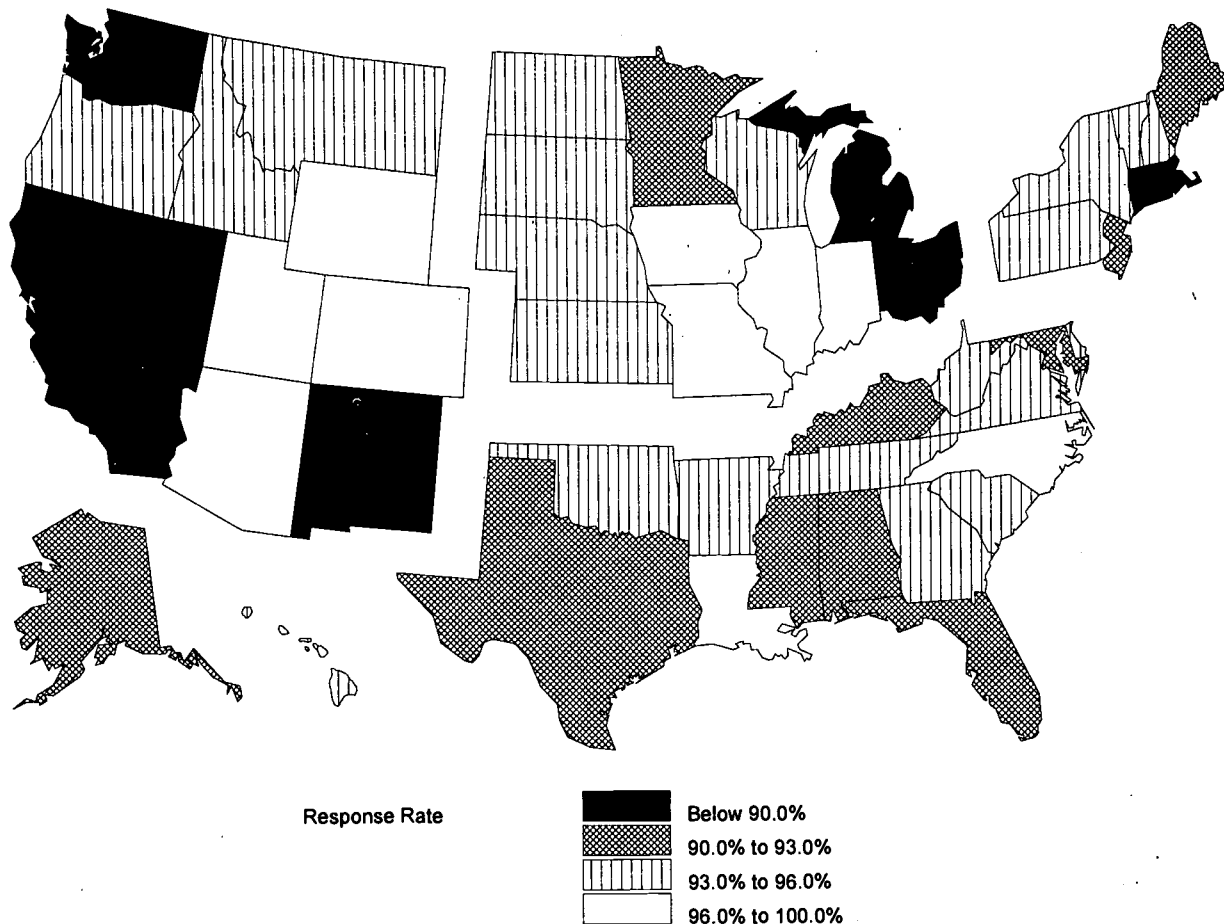 Response Rate
Below 90.0%
90.0% to 93.0%
93.0% to 96.0%
96.0% to 100.0%